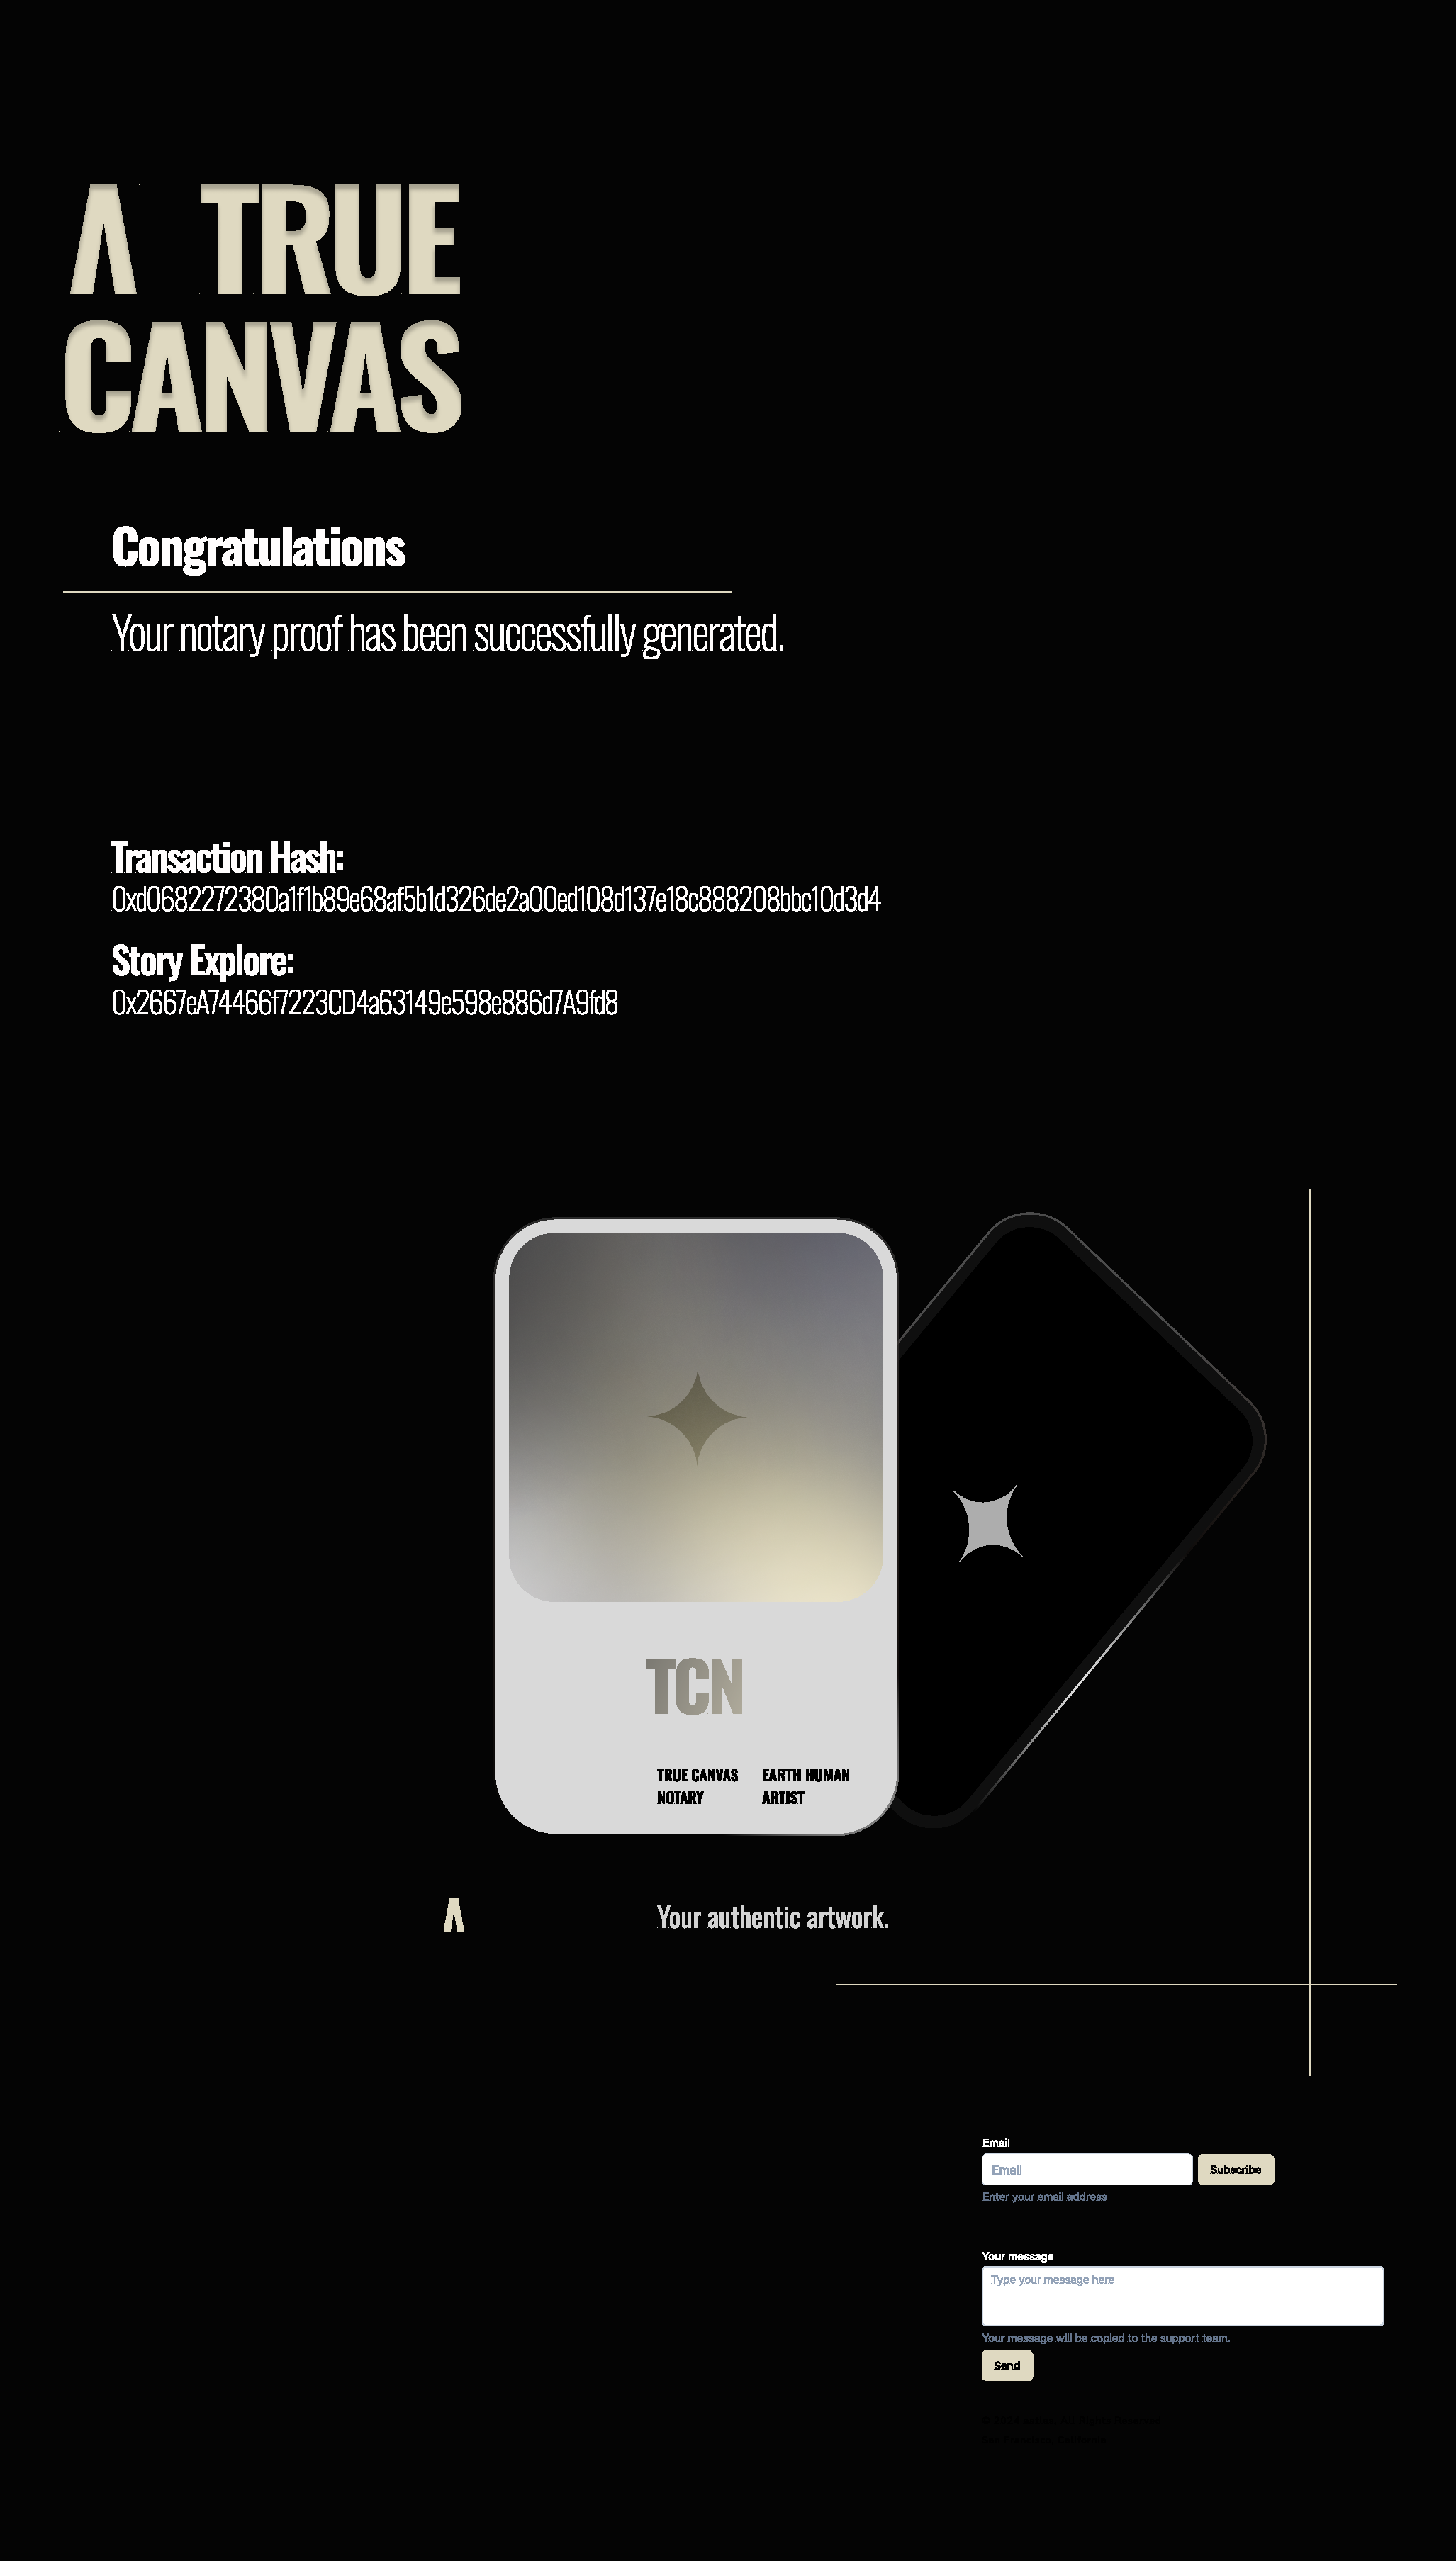 Λ TRUE
CANVAS
Congratulations
Your notary proof has been successfully generated.
Transaction Hash:
0xd068227238​0a1f1b89e68af5b1d326de2a00ed108d137e18c888208bbc10d3d4
Story Explore:
0x2667eA74466f7223CD4a63149e598e886d7A9fd8
TCN
TRUE CANVAS EARTH HUMAN
NOTARY ARTIST
Λ Your authentic artwork.
Email
Email Subscribe
Enter your email address
Your message
Type your message here
Your message will be copied to the support team.
Send